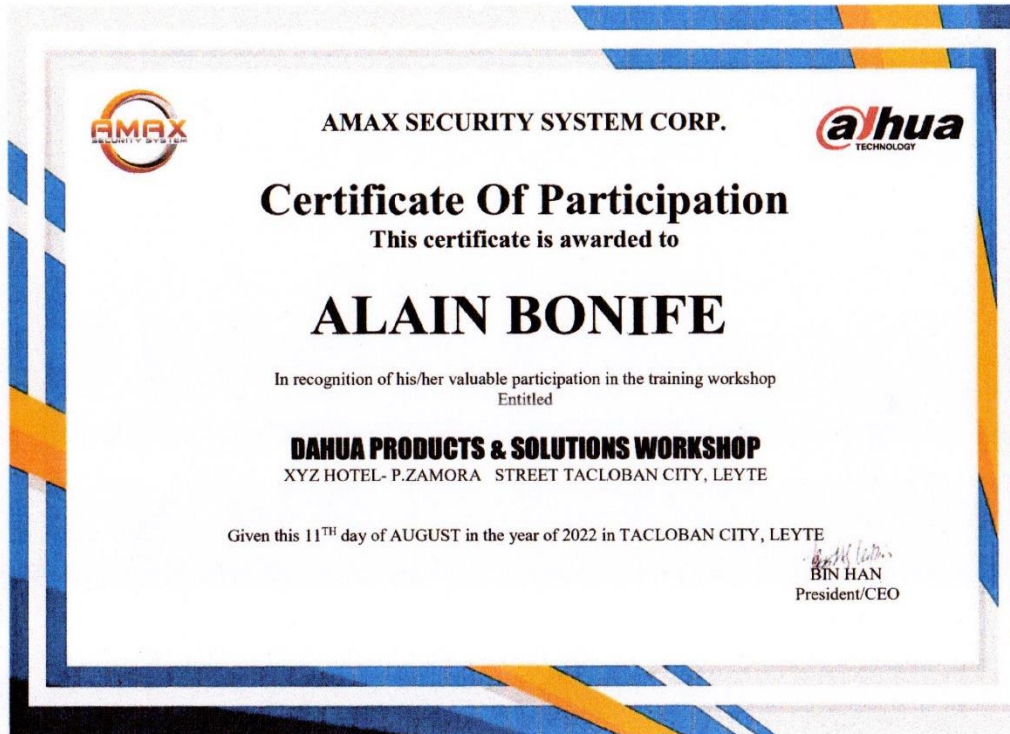 AMAX
SECURITY SYSTEM
AMAX SECURITY SYSTEM CORP.
alhua
TECHNOLOGY
Certificate Of Participation
This certificate is awarded to
ALAIN BONIFE
In recognition of his/her valuable participation in the training workshop
Entitled
DAHUA PRODUCTS & SOLUTIONS WORKSHOP
XYZ HOTEL- P.ZAMORA STREET TACLOBAN CITY, LEYTE
Given this 11TH day of AUGUST in the year of 2022 in TACLOBAN CITY, LEYTE
BIN HAN
President/CEO